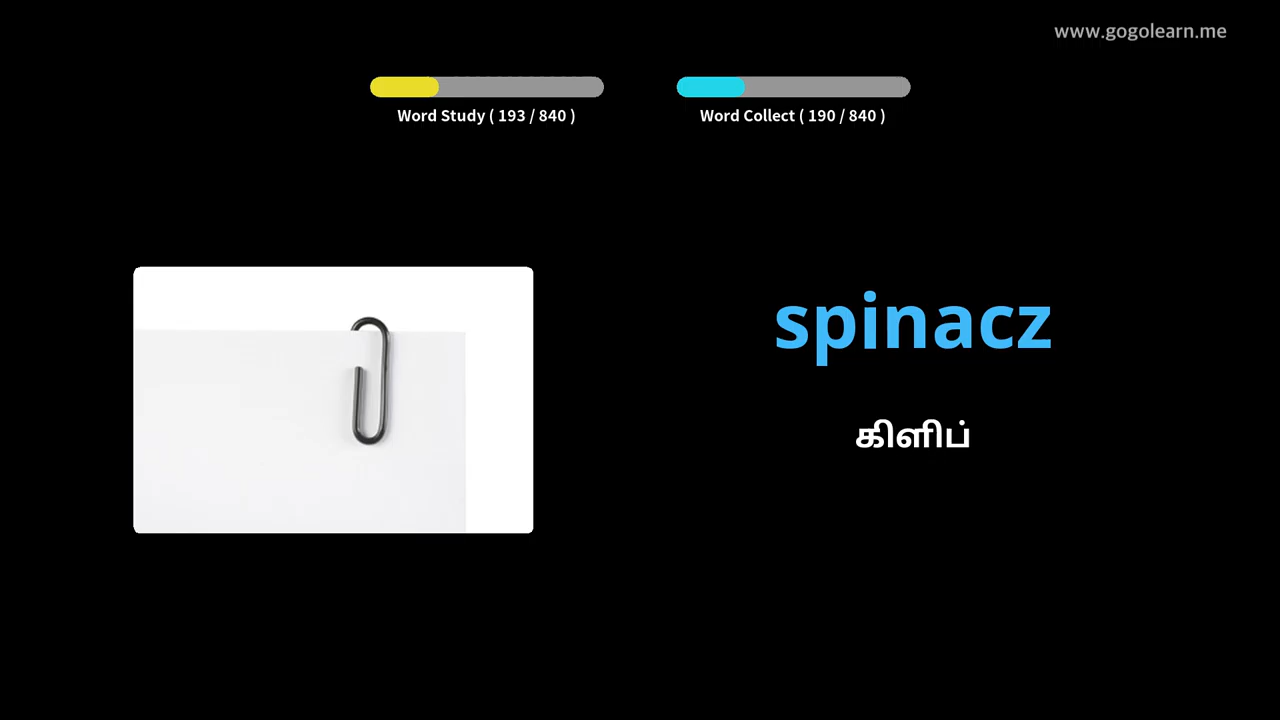 www.gogolearn.me
Word Study ( 193 / 840 )
Word Collect ( 190 / 840 )
spinacz
கிளிப்